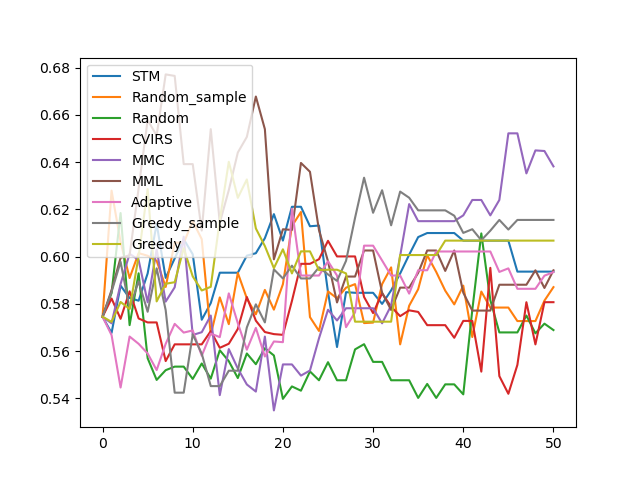 0.68
0.66
0.64
0.62
0.60
0.58
0.56
0.54
STM
Random_sample
Random
CVIRS
MMC
MML
Adaptive
Greedy_sample
Greedy
0 10 20 30 40 50